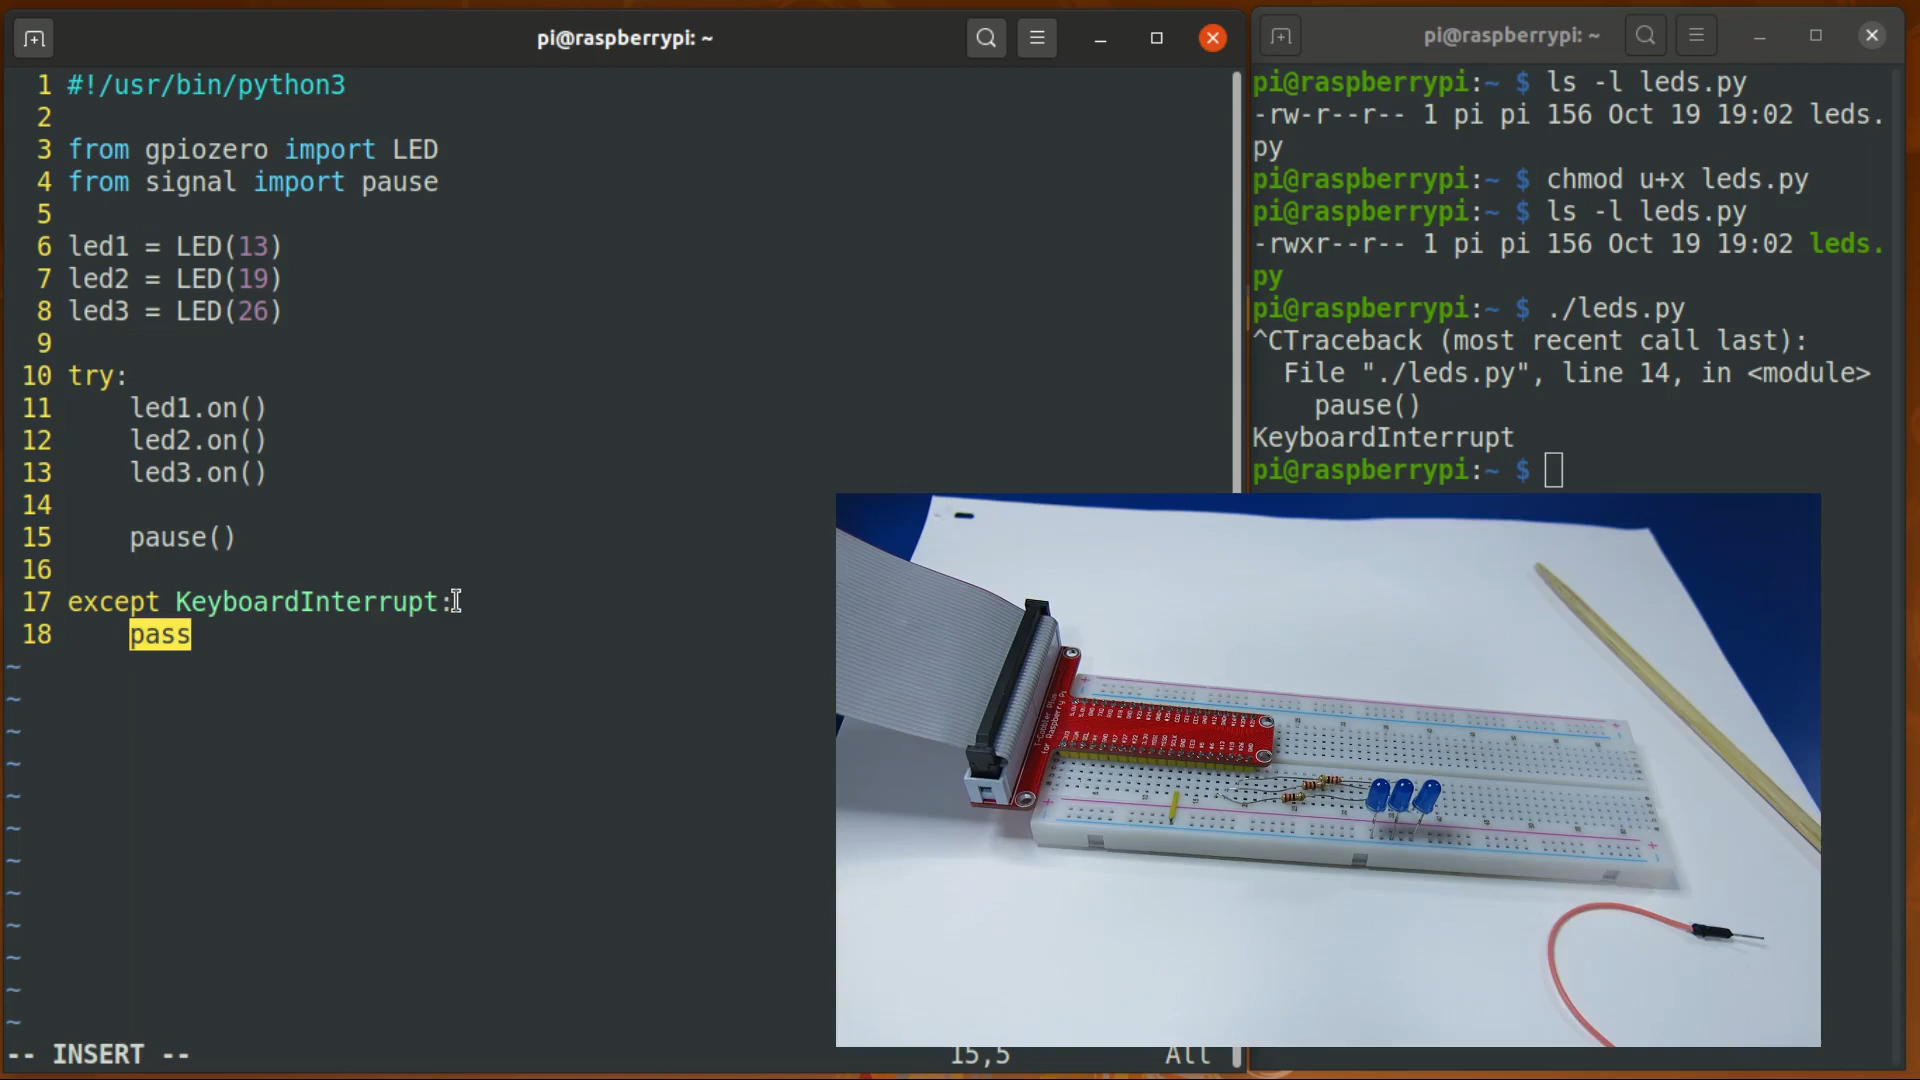 pi@raspberrypi: ~
1 #!/usr/bin/python3
2
3 from gpiozero import LED
4 from signal import pause
5
6 led1 = LED(13)
7 led2 = LED(19)
8 led3 = LED(26)
9
10 try:
11     led1.on()
12     led2.on()
13     led3.on()
14
15     pause()
16
17 except KeyboardInterrupt:
18     pass
~
~
~
~
~
~
~
~
~
~
~
~
-- INSERT -- 15,5 All
pi@raspberrypi: ~
pi@raspberrypi:~ $ ls -l leds.py
-rw-r--r-- 1 pi pi 156 Oct 19 19:02 leds.
py
pi@raspberrypi:~ $ chmod u+x leds.py
pi@raspberrypi:~ $ ls -l leds.py
-rwxr--r-- 1 pi pi 156 Oct 19 19:02 leds.
py
pi@raspberrypi:~ $ ./leds.py
^CTraceback (most recent call last):
  File "./leds.py", line 14, in <module>
    pause()
KeyboardInterrupt
pi@raspberrypi:~ $
T-Cobbler Plus
for Raspberry Pi